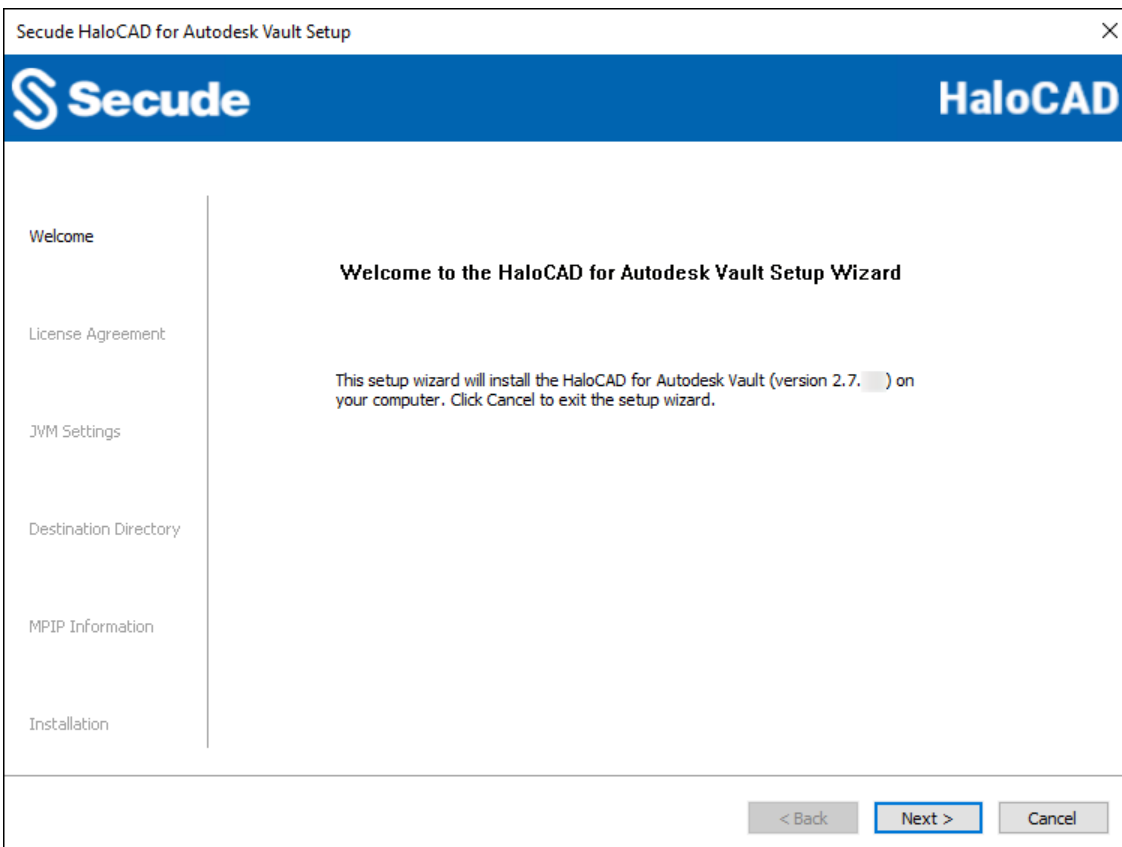 Secude HaloCAD for Autodesk Vault Setup
Secude
HaloCAD
Welcome
License Agreement
JVM Settings
Destination Directory
MPIP Information
Installation
Welcome to the HaloCAD for Autodesk Vault Setup Wizard
This setup wizard will install the HaloCAD for Autodesk Vault (version 2.7. ) on
your computer. Click Cancel to exit the setup wizard.
< Back
Next >
Cancel